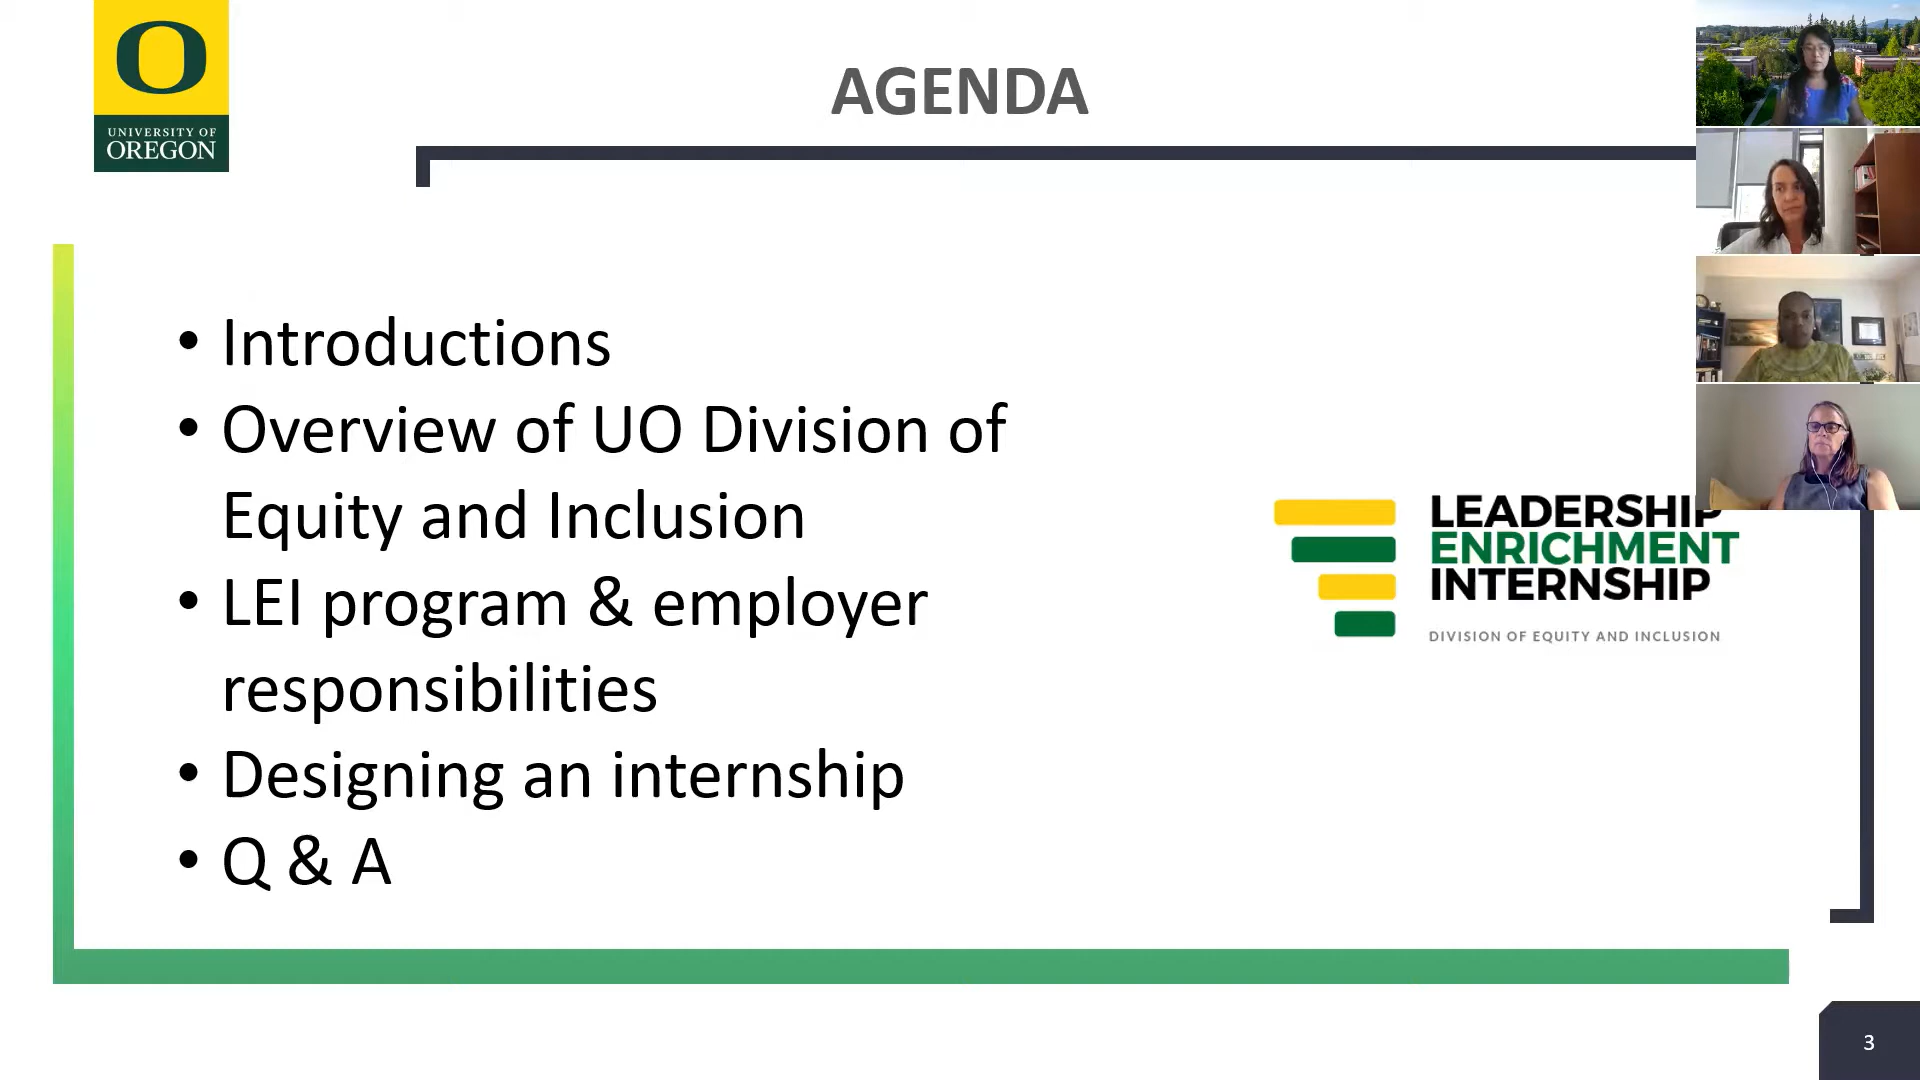 UNIVERSITY OF
OREGON
AGENDA
• Introductions
• Overview of UO Division of
Equity and Inclusion
• LEI program & employer
responsibilities
• Designing an internship
• Q & A
LEADERSHIP
ENRICHMENT
INTERNSHIP
DIVISION OF EQUITY AND INCLUSION
3